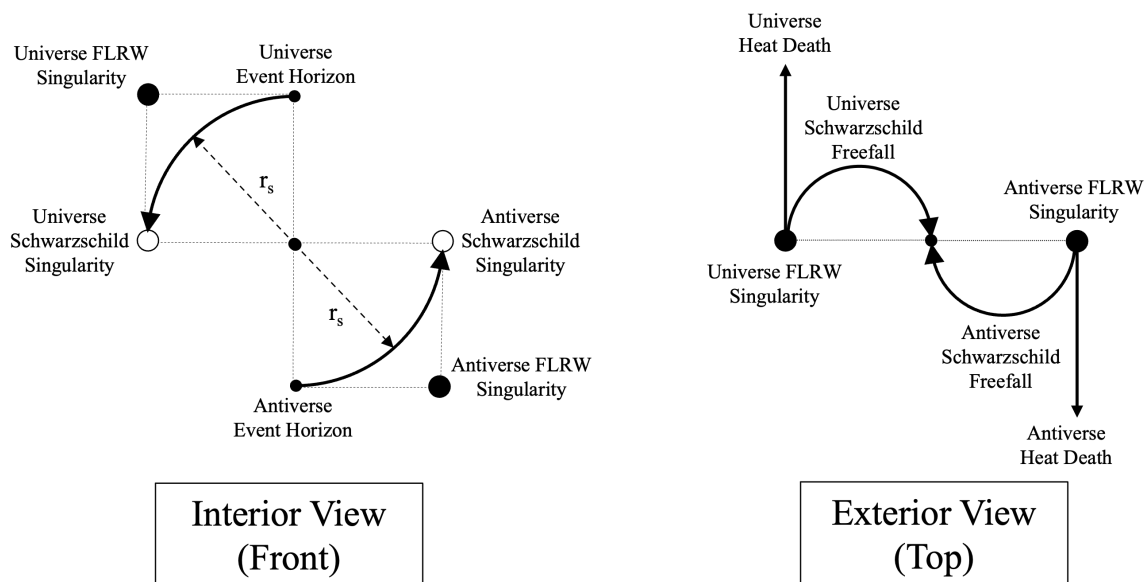 Universe FLRW
Singularity
Universe
Event Horizon
r_s
Universe
Schwarzschild
Singularity
Antiverse
Schwarzschild
Singularity
r_s
Antiverse FLRW
Singularity
Antiverse
Event Horizon
Interior View
(Front)
Universe
Heat Death
Universe
Schwarzschild
Freefall
Antiverse FLRW
Singularity
Universe FLRW
Singularity
Antiverse
Schwarzschild
Freefall
Antiverse
Heat Death
Exterior View
(Top)